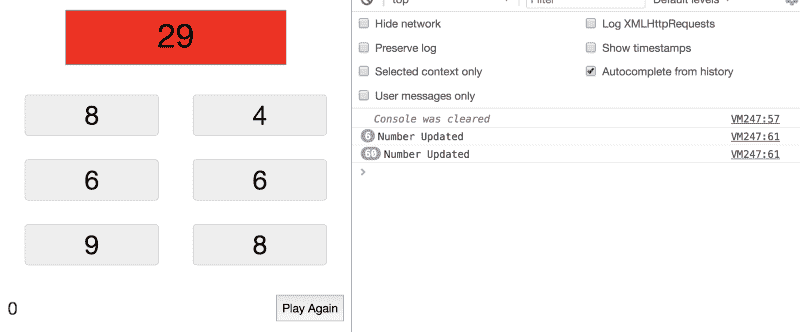 29
8 4
6 6
9 8
0 Play Again
top Filter Default levels
Hide network Log XMLHttpRequests
Preserve log Show timestamps
Selected context only Autocomplete from history
User messages only
Console was cleared VM247:57
6 Number Updated VM247:61
60 Number Updated VM247:61